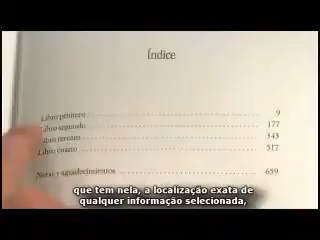 Índice
Libro primero 9
Libro segundo 177
Libro tercero 343
Libro cuarto 517
Notas y agradecimientos 659
que tem nela, a localização exata de
qualquer informação selecionada,